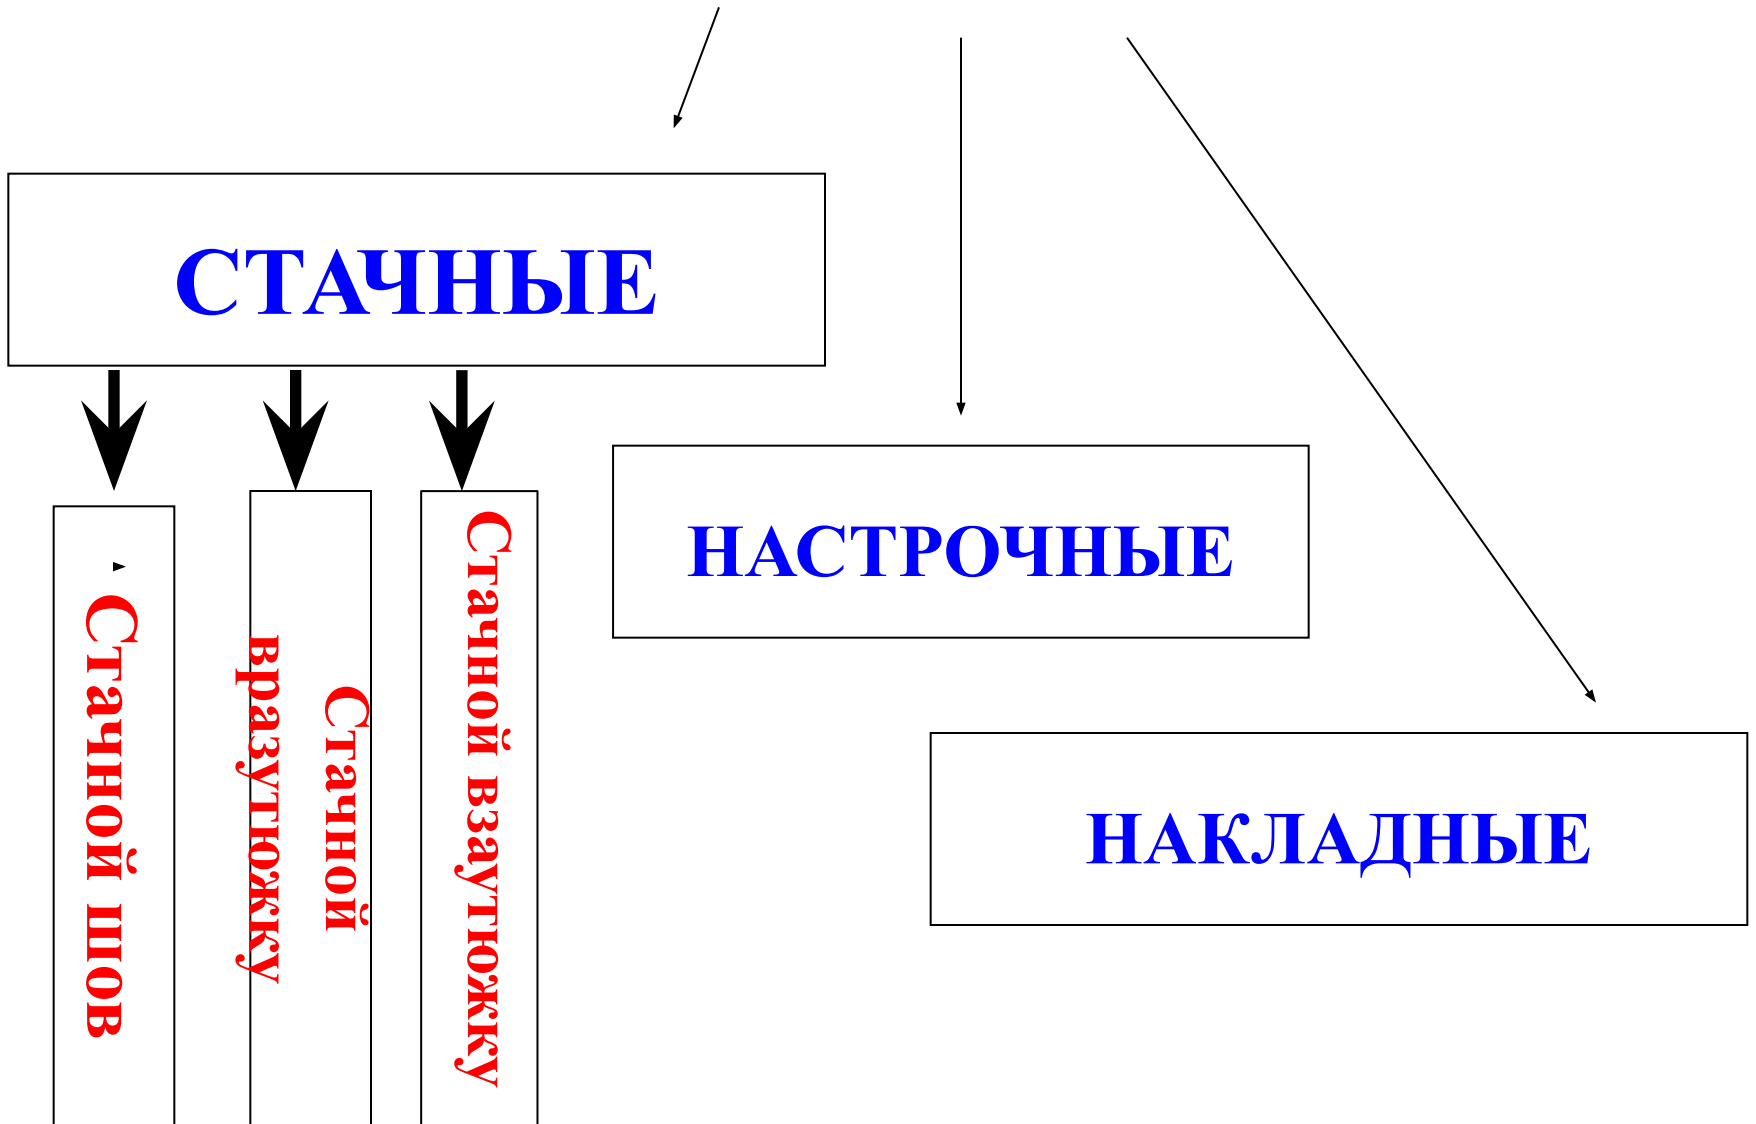 СТАЧНЫЕ
НАСТРОЧНЫЕ
НАКЛАДНЫЕ
Стачной шов
Стачной
вразутюжку
Стачной взаутюжку